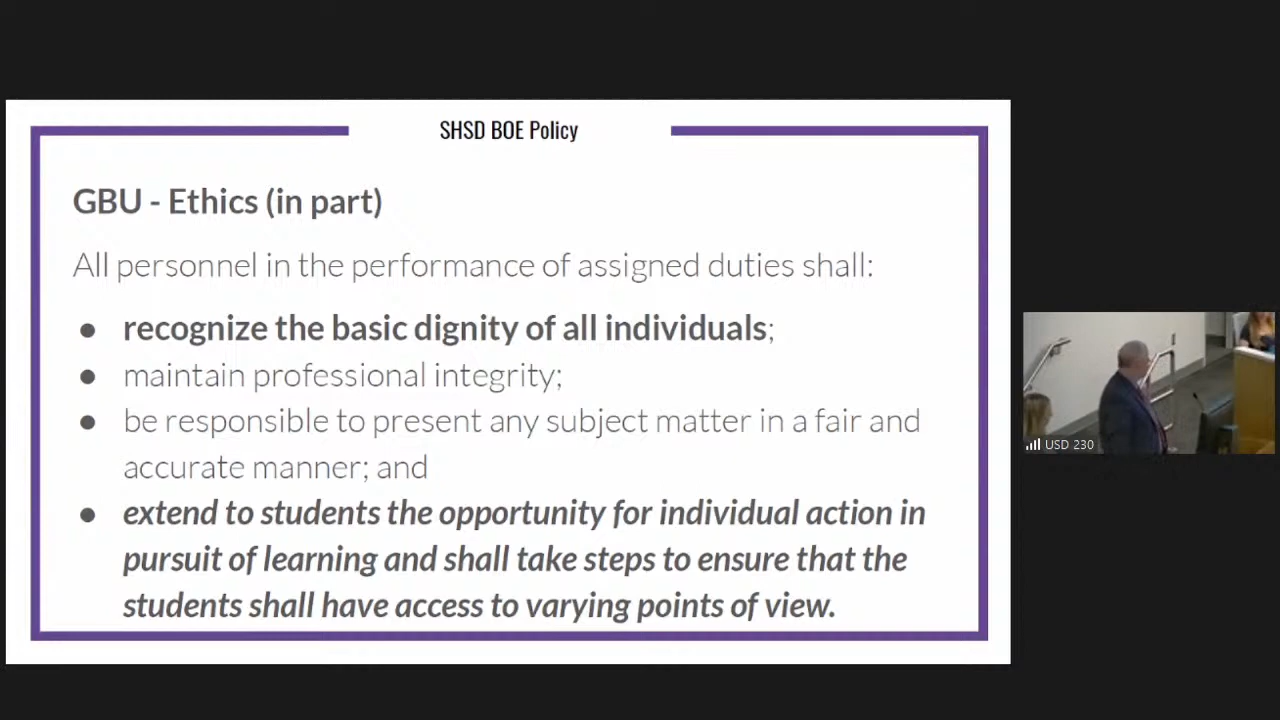 SHSD BOE Policy
GBU - Ethics (in part)
All personnel in the performance of assigned duties shall:
● recognize the basic dignity of all individuals;
● maintain professional integrity;
● be responsible to present any subject matter in a fair and
accurate manner; and
● extend to students the opportunity for individual action in
pursuit of learning and shall take steps to ensure that the
students shall have access to varying points of view.
USD 230